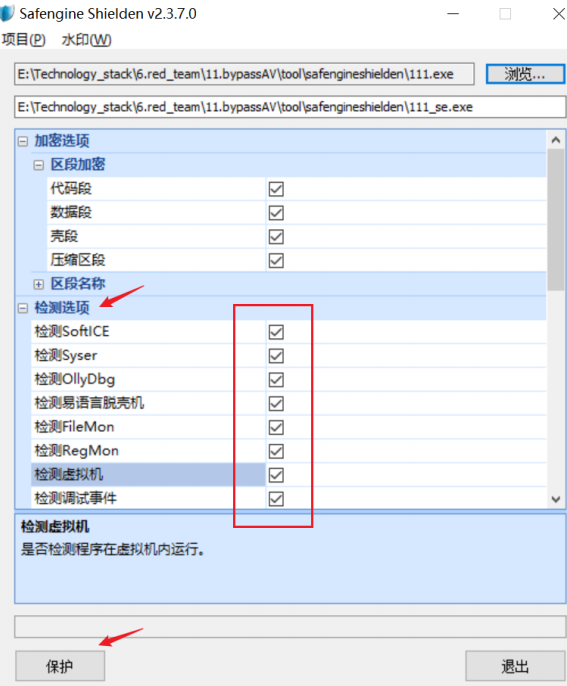 Safengine Shielden v2.3.7.0
项目(P) 水印(W)
E:\Technology_stack\6.red_team\11.bypassAV\tool\safengineshielden\111.exe 浏览...
E:\Technology_stack\6.red_team\11.bypassAV\tool\safengineshielden\111_se.exe
加密选项
区段加密
代码段
数据段
壳段
压缩区段
区段名称
检测选项
检测SoftICE
检测Syser
检测OllyDbg
检测易语言脱壳机
检测FileMon
检测RegMon
检测虚拟机
检测调试事件
检测虚拟机
是否检测程序在虚拟机内运行。
保护 退出